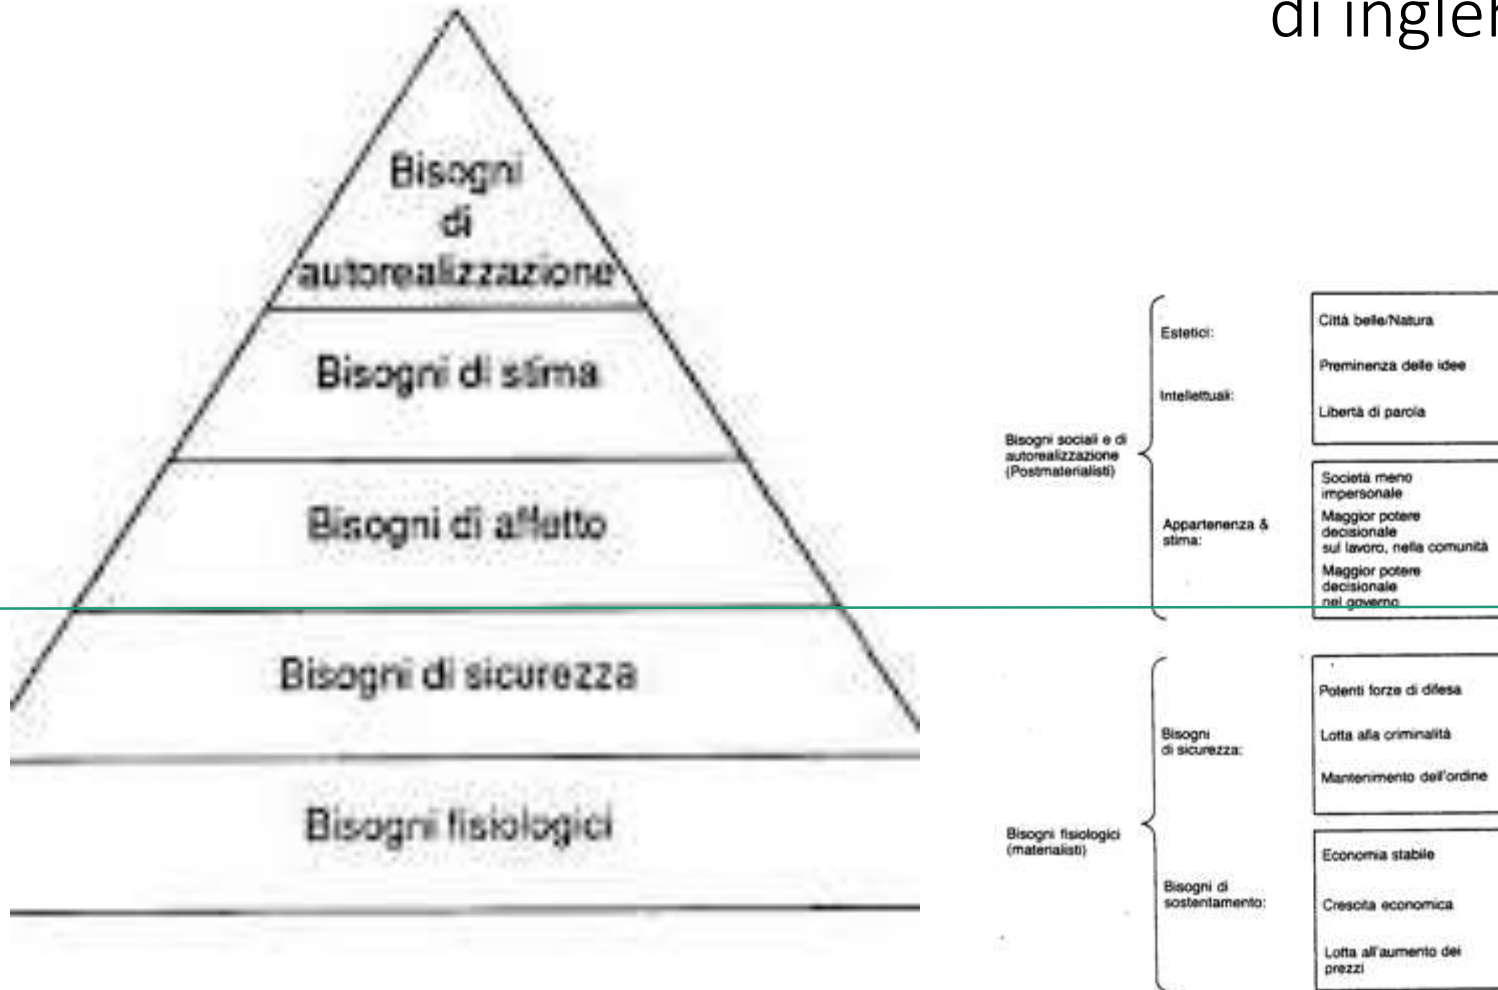 di ingleh
Bisogni
di
autorealizzazione
Bisogni di stima
Bisogni di affetto
Bisogni di sicurezza
Bisogni fisiologici
Bisogni sociali e di
autorealizzazione
(Postmaterialisti)
Estetici:
Intellettuali:
Appartenenza &
stima:
Città belle/Natura
Preminenza delle idee
Libertà di parola
Società meno
impersonale
Maggior potere
decisionale
sul lavoro, nella comunità
Maggior potere
decisionale
nel governo
Bisogni fisiologici
(materialisti)
Bisogni
di sicurezza:
Bisogni di
sostentamento:
Potenti forze di difesa
Lotta alla criminalità
Mantenimento dell'ordine
Economia stabile
Crescita economica
Lotta all'aumento dei
prezzi